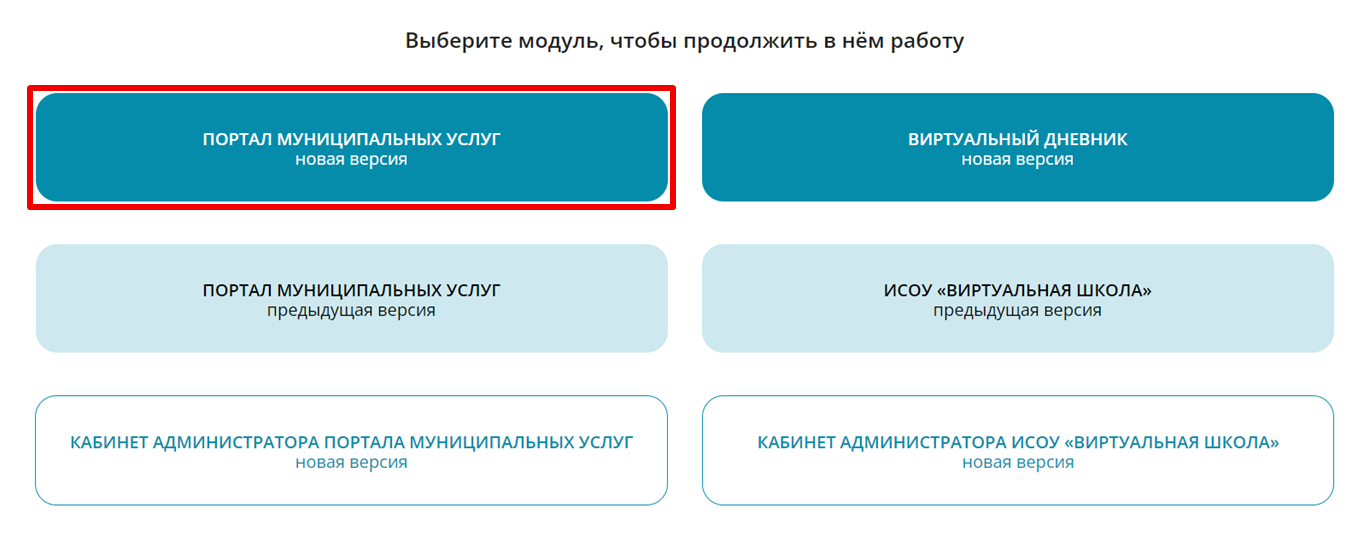 Выберите модуль, чтобы продолжить в нём работу
ПОРТАЛ МУНИЦИПАЛЬНЫХ УСЛУГ
новая версия
ВИРТУАЛЬНЫЙ ДНЕВНИК
новая версия
ПОРТАЛ МУНИЦИПАЛЬНЫХ УСЛУГ
предыдущая версия
ИСОУ «ВИРТУАЛЬНАЯ ШКОЛА»
предыдущая версия
КАБИНЕТ АДМИНИСТРАТОРА ПОРТАЛА МУНИЦИПАЛЬНЫХ УСЛУГ
новая версия
КАБИНЕТ АДМИНИСТРАТОРА ИСОУ «ВИРТУАЛЬНАЯ ШКОЛА»
новая версия